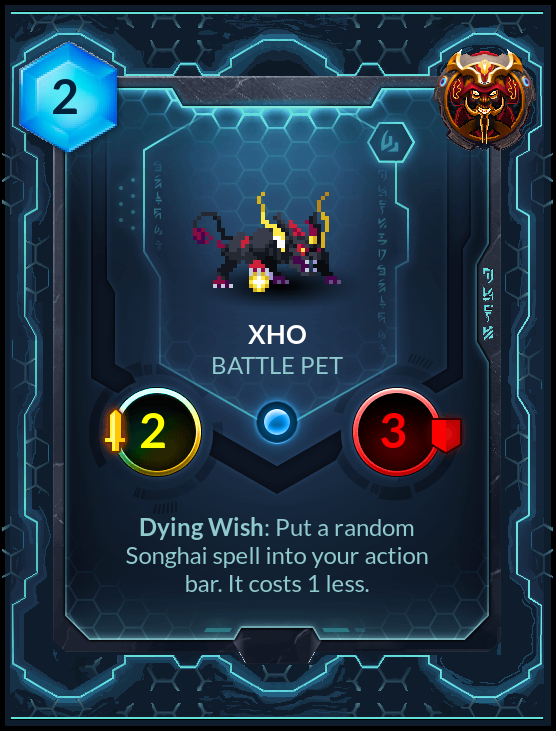 2
XHO
BATTLE PET
2
3
Dying Wish: Put a random
Songhai spell into your action
bar. It costs 1 less.